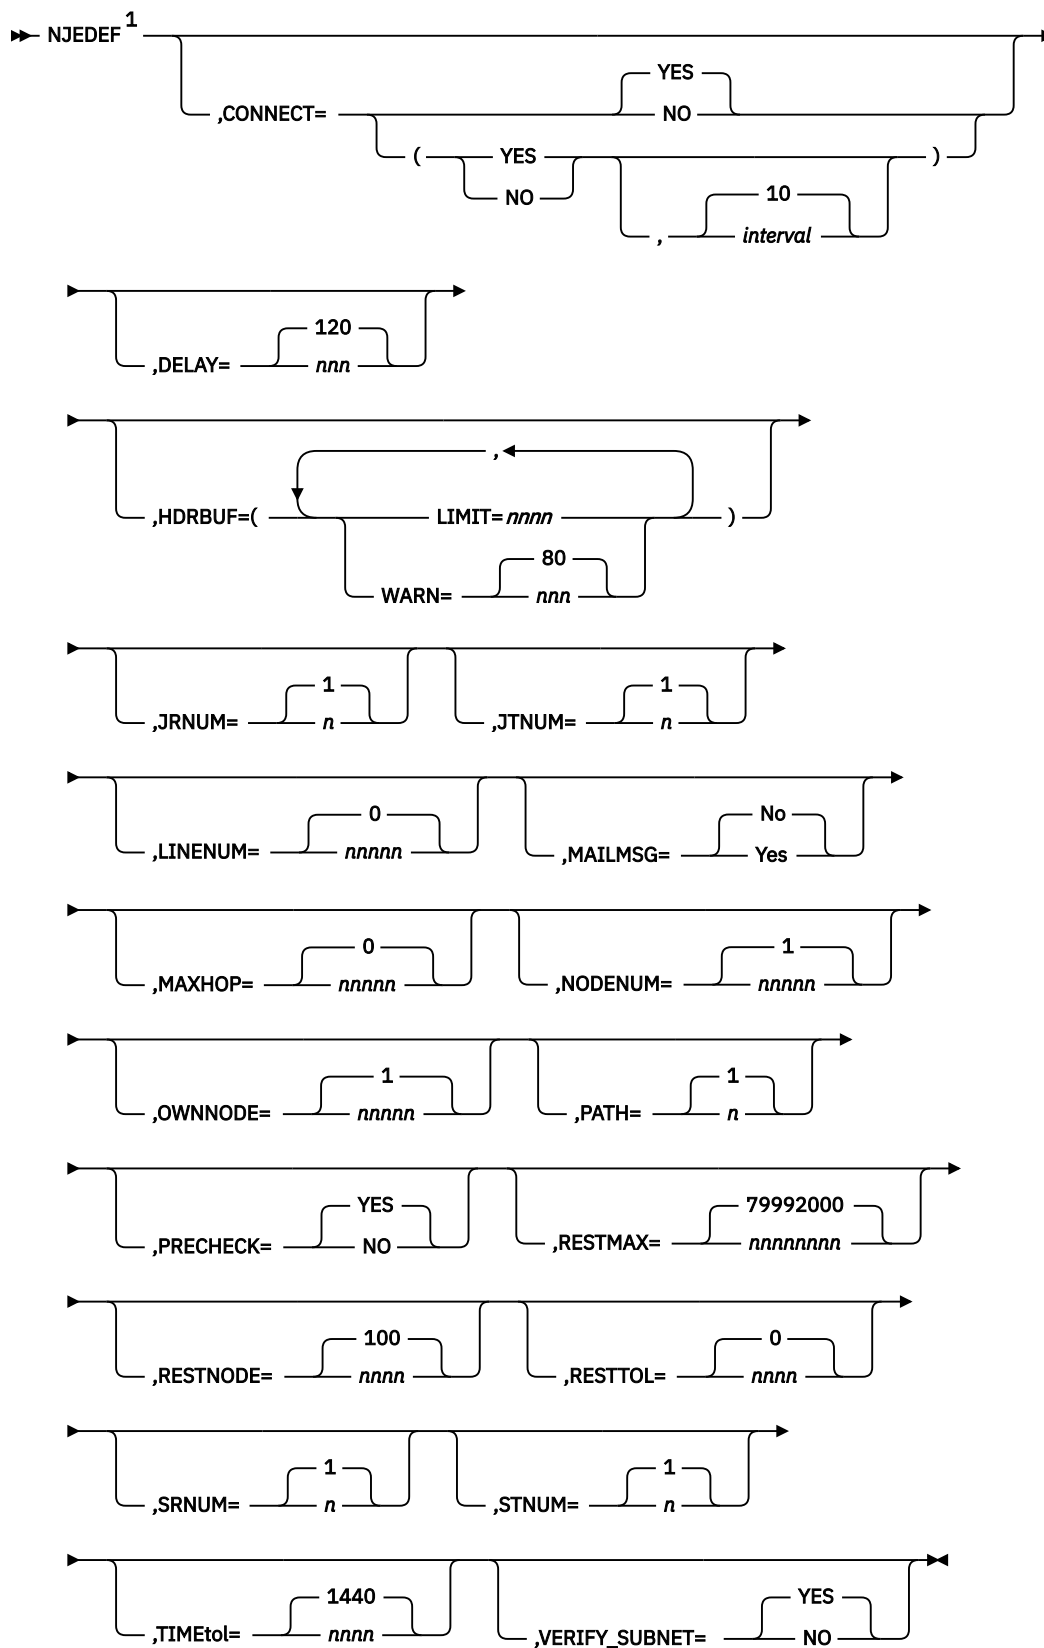 NJEDEF 1
YES
,CONNECT= NO
( YES )
NO
10
, interval
120
,DELAY= nnn
,
,HDRBUF=( LIMIT=nnnn )
80
WARN= nnn
1 1
,JRNUM= n ,JTNUM= n
0 No
,LINENUM= nnnnn ,MAILMSG= Yes
0 1
,MAXHOP= nnnnn ,NODENUM= nnnnn
1 1
,OWNNODE= nnnnn ,PATH= n
YES 79992000
,PRECHECK= NO ,RESTMAX= nnnnnnnn
100 0
,RESTNODE= nnnn ,RESTTOL= nnnn
1 1
,SRNUM= n ,STNUM= n
1440 YES
,TIMEtol= nnnn ,VERIFY_SUBNET= NO